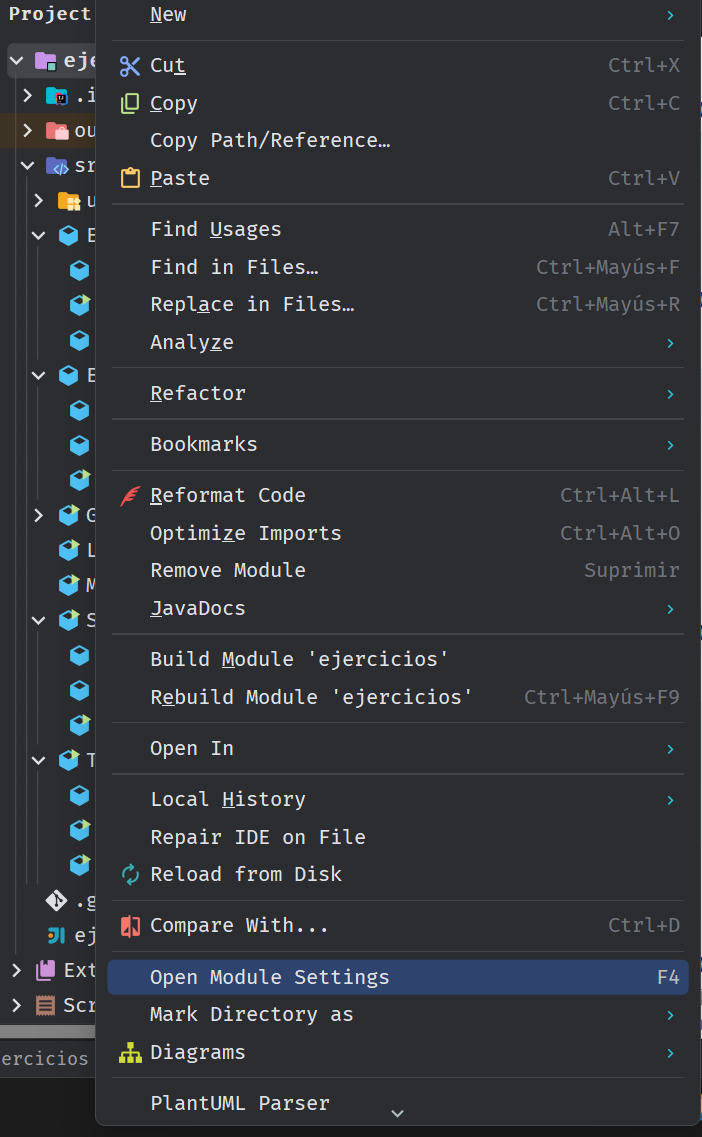 Project
New
Cut Ctrl+X
Copy Ctrl+C
Copy Path/Reference…
Paste Ctrl+V
Find Usages Alt+F7
Find in Files… Ctrl+Mayús+F
Replace in Files… Ctrl+Mayús+R
Analyze
Refactor
Bookmarks
Reformat Code Ctrl+Alt+L
Optimize Imports Ctrl+Alt+O
Remove Module Suprimir
JavaDocs
Build Module 'ejercicios'
Rebuild Module 'ejercicios' Ctrl+Mayús+F9
Open In
Local History
Repair IDE on File
Reload from Disk
Compare With... Ctrl+D
Open Module Settings F4
Mark Directory as
Diagrams
PlantUML Parser
eje
.i
ou
sr
u
E
E
G
L
M
S
T
.g
ej
Ext
Scr
ercicios